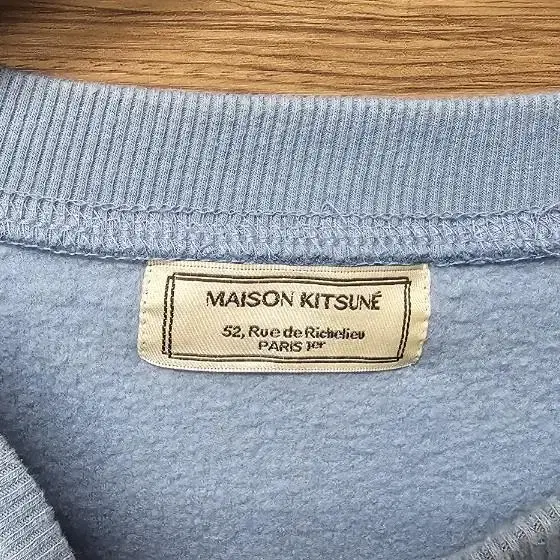 MAISON KITSUNÉ
52, Rue de Richelieu
PARIS 1er